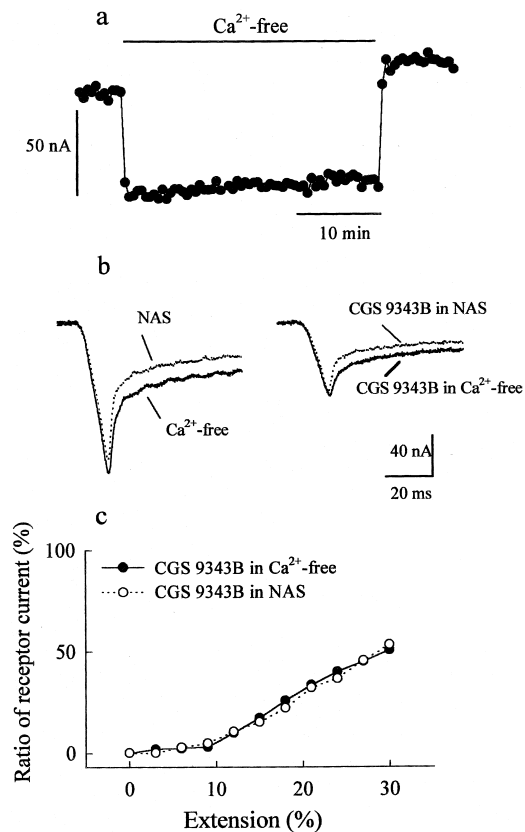 a
Ca²⁺-free
50 nA
10 min
b
NAS
Ca²⁺-free
CGS 9343B in NAS
CGS 9343B in Ca²⁺-free
40 nA
20 ms
c
Ratio of receptor current (%)
100
50
0
CGS 9343B in Ca²⁺-free
CGS 9343B in NAS
0 10 20 30
Extension (%)